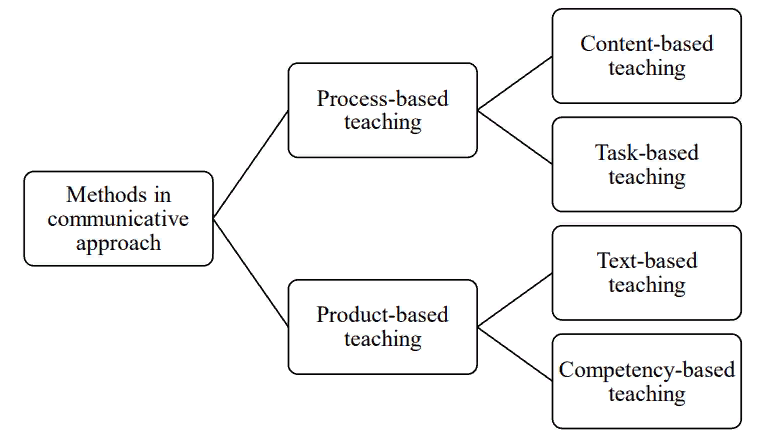 Methods in
communicative
approach
Process-based
teaching
Content-based
teaching
Task-based
teaching
Product-based
teaching
Text-based
teaching
Competency-based
teaching